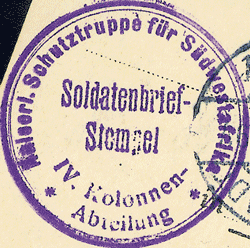 Kaiserl. Schutztruppe für Südwestafrika
Soldatenbrief-
Stempel
IV. Kolonnen-
Abteilung